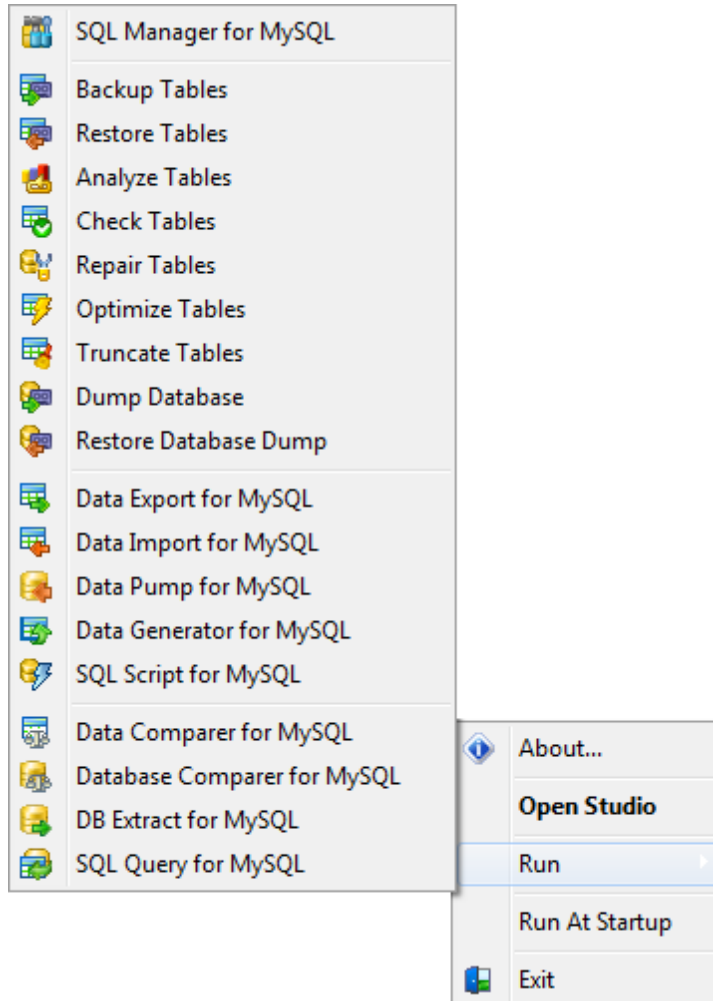 SQL Manager for MySQL
Backup Tables
Restore Tables
Analyze Tables
Check Tables
Repair Tables
Optimize Tables
Truncate Tables
Dump Database
Restore Database Dump
Data Export for MySQL
Data Import for MySQL
Data Pump for MySQL
Data Generator for MySQL
SQL Script for MySQL
Data Comparer for MySQL
Database Comparer for MySQL
DB Extract for MySQL
SQL Query for MySQL
About...
Open Studio
Run
Run At Startup
Exit